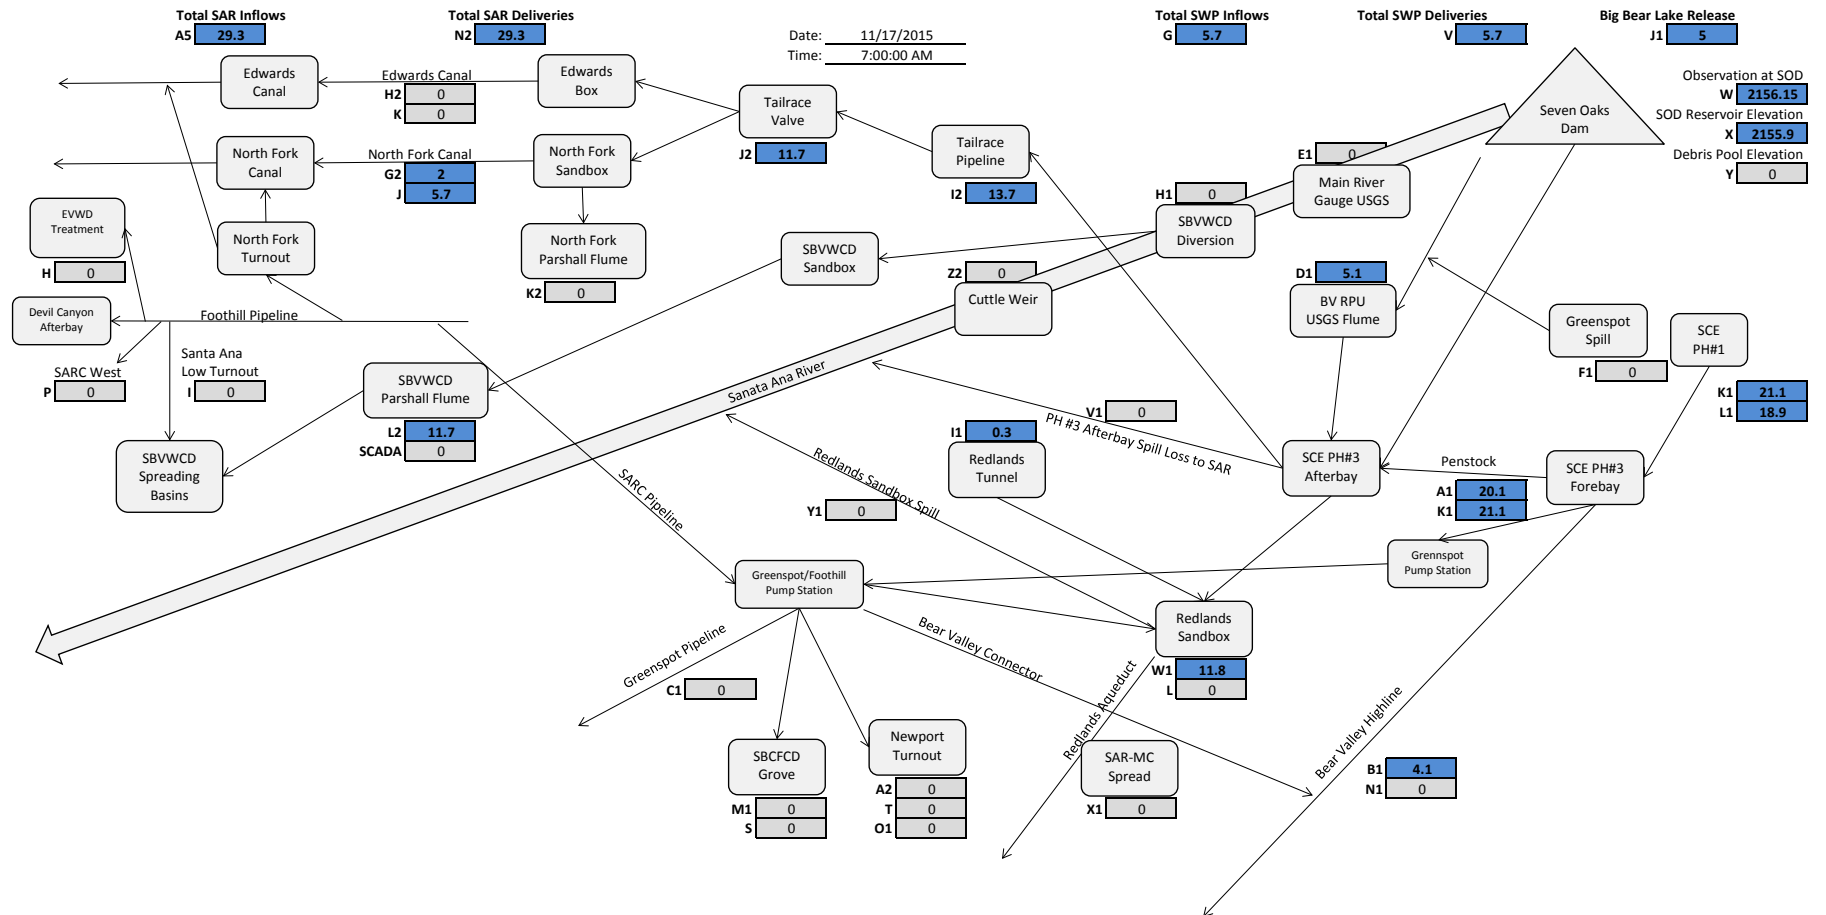 Total SAR Inflows
A5 29.3
Total SAR Deliveries
N2 29.3
Date: 11/17/2015
Time: 7:00:00 AM
Total SWP Inflows
G 5.7
Total SWP Deliveries
V 5.7
Big Bear Lake Release
J1 5
Observation at SOD
W 2156.15
SOD Reservoir Elevation
X 2155.9
Debris Pool Elevation
Y 0
Seven Oaks
Dam
Edwards
Canal
Edwards Canal
H2 0
K 0
Edwards
Box
Tailrace
Valve
J2 11.7
Tailrace
Pipeline
I2 13.7
North Fork
Canal
North Fork Canal
G2 2
J 5.7
North Fork
Sandbox
E1 0
Main River
Gauge USGS
H1 0
SBVWCD
Diversion
EVWD
Treatment
H 0
North Fork
Turnout
North Fork
Parshall Flume
K2 0
SBVWCD
Sandbox
Z2 0
Cuttle Weir
D1 5.1
BV RPU
USGS Flume
Greenspot
Spill
F1 0
SCE
PH#1
K1 21.1
L1 18.9
Devil Canyon
Afterbay
Foothill Pipeline
SARC West
P 0
Santa Ana
Low Turnout
I 0
SBVWCD
Parshall Flume
L2 11.7
SCADA 0
SBVWCD
Spreading
Basins
Sanata Ana River
V1 0
PH #3 Afterbay Spill Loss to SAR
I1 0.3
Redlands
Tunnel
SCE PH#3
Afterbay
Penstock
A1 20.1
K1 21.1
SCE PH#3
Forebay
SARC Pipeline
Redlands Sandbox Spill
Y1 0
Grennspot
Pump Station
Greenspot/Foothill
Pump Station
Redlands
Sandbox
W1 11.8
L 0
Greenspot Pipeline
C1 0
Bear Valley Connector
Redlands Aqueduct
Bear Valley Highline
SBCFCD
Grove
M1 0
S 0
Newport
Turnout
A2 0
T 0
O1 0
SAR-MC
Spread
X1 0
B1 4.1
N1 0